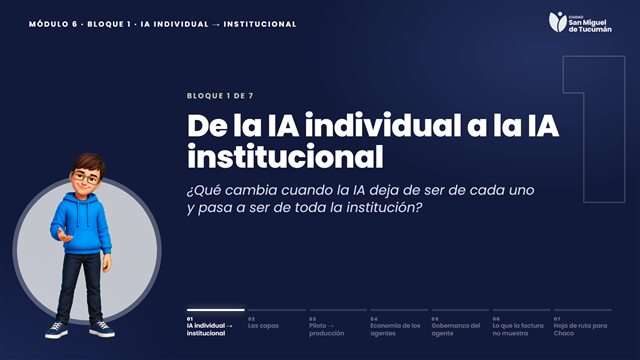 MÓDULO 6 · BLOQUE 1 · IA INDIVIDUAL → INSTITUCIONAL
CIUDAD
San Miguel
de Tucumán
1
BLOQUE 1 DE 7
De la IA individual a la IA
institucional
¿Qué cambia cuando la IA deja de ser de cada uno
y pasa a ser de toda la institución?
01
IA individual →
institucional
02
Las capas
03
Piloto →
producción
04
Economía de los
agentes
05
Gobernanza del
agente
06
Lo que la factura
no muestra
07
Hoja de ruta para
Chaco